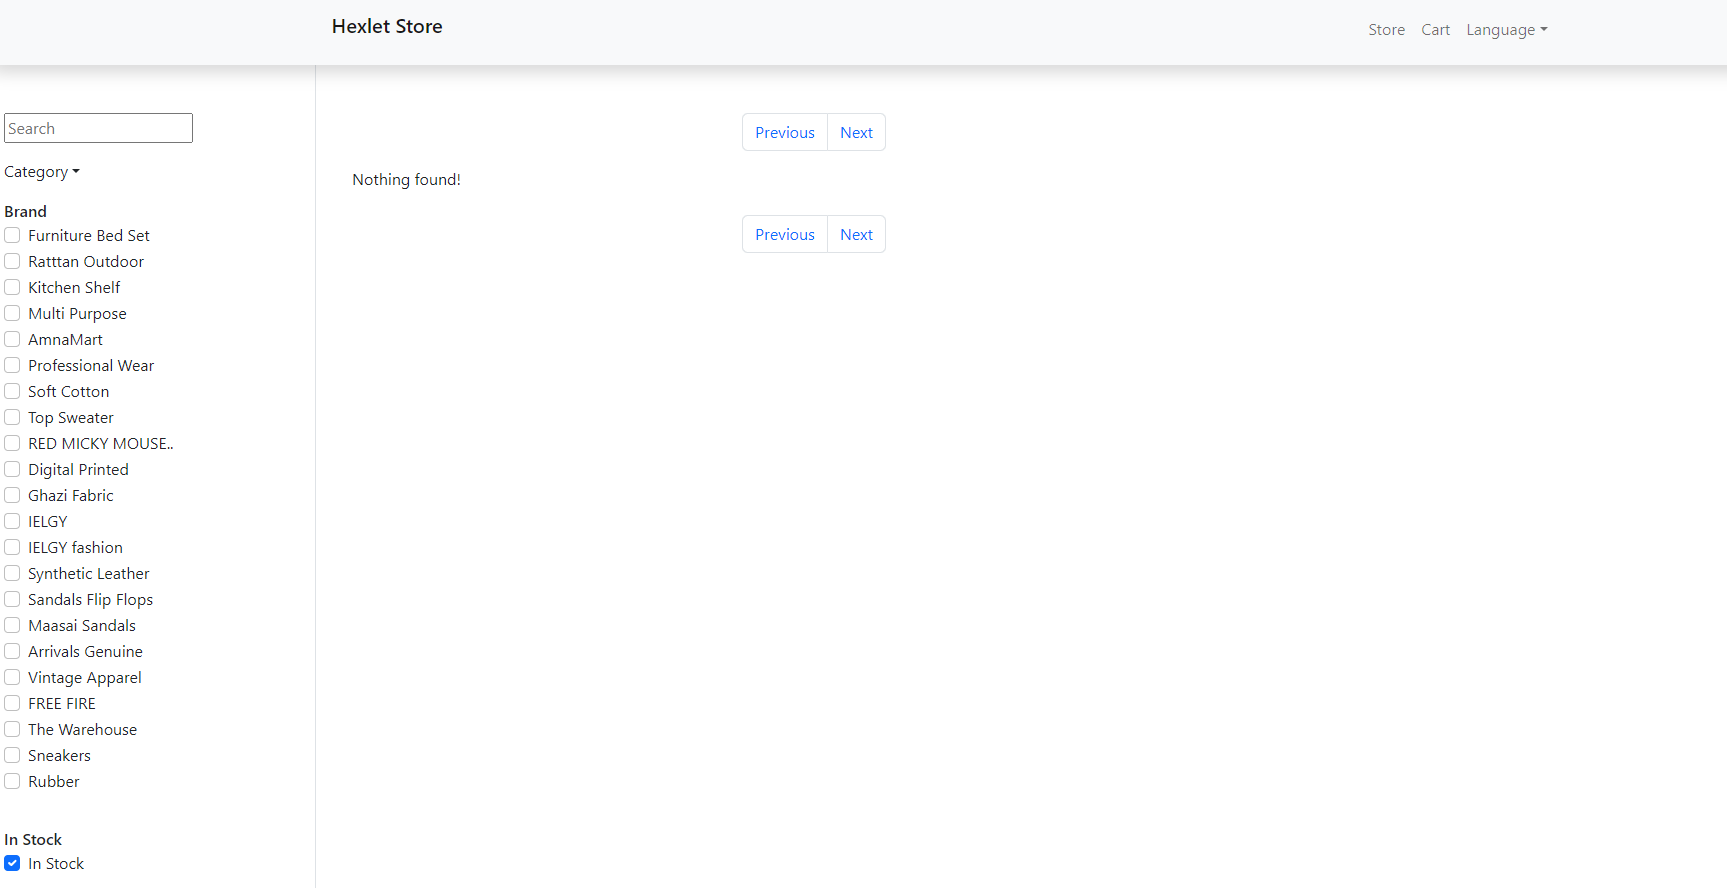 Hexlet Store
Store Cart Language
Search
Category
Brand
Furniture Bed Set
Ratttan Outdoor
Kitchen Shelf
Multi Purpose
AmnaMart
Professional Wear
Soft Cotton
Top Sweater
RED MICKY MOUSE..
Digital Printed
Ghazi Fabric
IELGY
IELGY fashion
Synthetic Leather
Sandals Flip Flops
Maasai Sandals
Arrivals Genuine
Vintage Apparel
FREE FIRE
The Warehouse
Sneakers
Rubber
In Stock
In Stock
Previous Next
Nothing found!
Previous Next